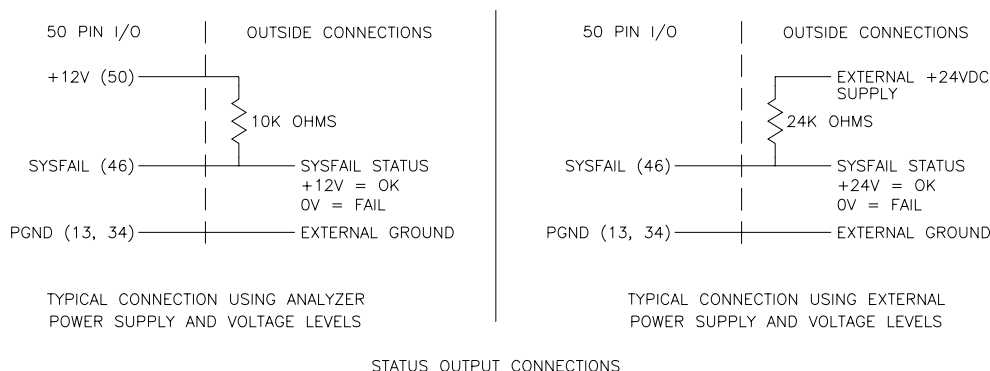 50 PIN I/O
OUTSIDE CONNECTIONS
+12V (50)
10K OHMS
SYSFAIL (46)
SYSFAIL STATUS
+12V = OK
0V = FAIL
PGND (13, 34)
EXTERNAL GROUND
TYPICAL CONNECTION USING ANALYZER
POWER SUPPLY AND VOLTAGE LEVELS
50 PIN I/O
OUTSIDE CONNECTIONS
EXTERNAL +24VDC
SUPPLY
24K OHMS
SYSFAIL (46)
SYSFAIL STATUS
+24V = OK
0V = FAIL
PGND (13, 34)
EXTERNAL GROUND
TYPICAL CONNECTION USING EXTERNAL
POWER SUPPLY AND VOLTAGE LEVELS
STATUS OUTPUT CONNECTIONS